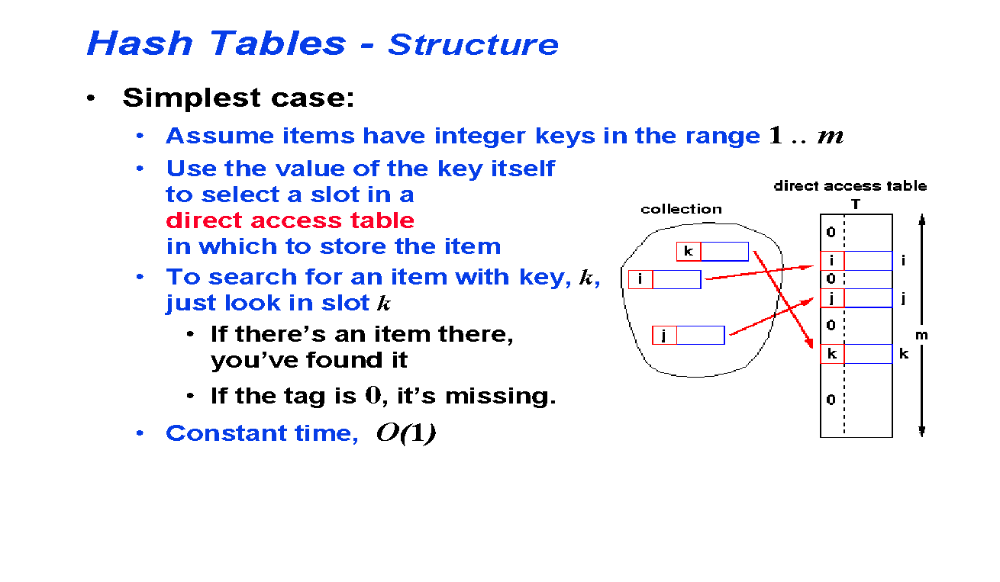 Hash Tables - Structure
• Simplest case:
• Assume items have integer keys in the range 1 .. m
• Use the value of the key itself
to select a slot in a
direct access table
in which to store the item
• To search for an item with key, k,
just look in slot k
• If there’s an item there,
you’ve found it
• If the tag is 0, it’s missing.
• Constant time, O(1)
collection
k
i
j
direct access table
T
0
i i
0
j j
0
m
k k
0